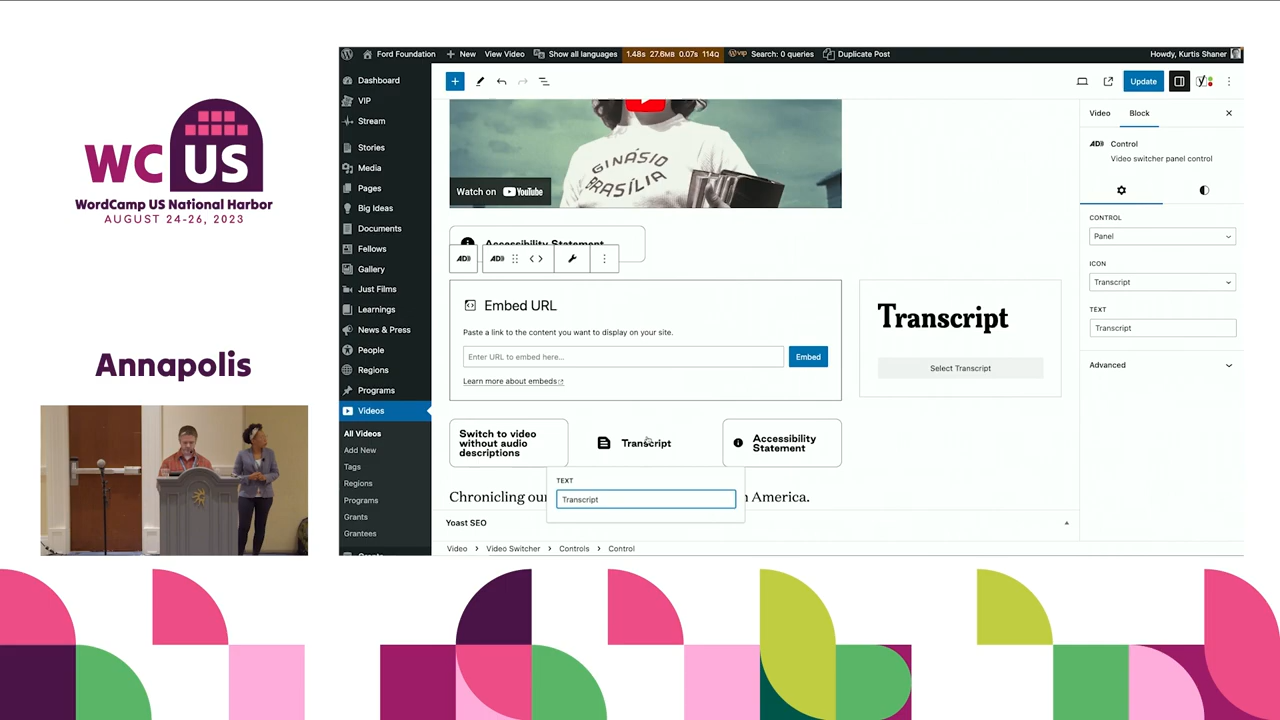 WC US
WordCamp US National Harbor
AUGUST 24-26, 2023
Annapolis
Ford Foundation
New
View Video
Show all languages
1.48s 27.6MB 0.07s 114Q
VIP
Search: 0 queries
Duplicate Post
Howdy, Kurtis Shaner
Dashboard
VIP
Stream
Stories
Media
Pages
Big Ideas
Documents
Fellows
Gallery
Just Films
Learnings
News & Press
People
Regions
Programs
Videos
All Videos
Add New
Tags
Regions
Programs
Grants
Grantees
Update
GINÁSIO
BRASÍLIA
Watch on YouTube
Accessibility Statement
AD
AD
Embed URL
Paste a link to the content you want to display on your site.
Enter URL to embed here...
Embed
Learn more about embeds
Transcript
Select Transcript
Switch to video
without audio
descriptions
Transcript
Accessibility
Statement
TEXT
Transcript
Chronicling our
n America.
Yoast SEO
Video > Video Switcher > Controls > Control
Video
Block
AD
Control
Video switcher panel control
CONTROL
Panel
ICON
Transcript
TEXT
Transcript
Advanced